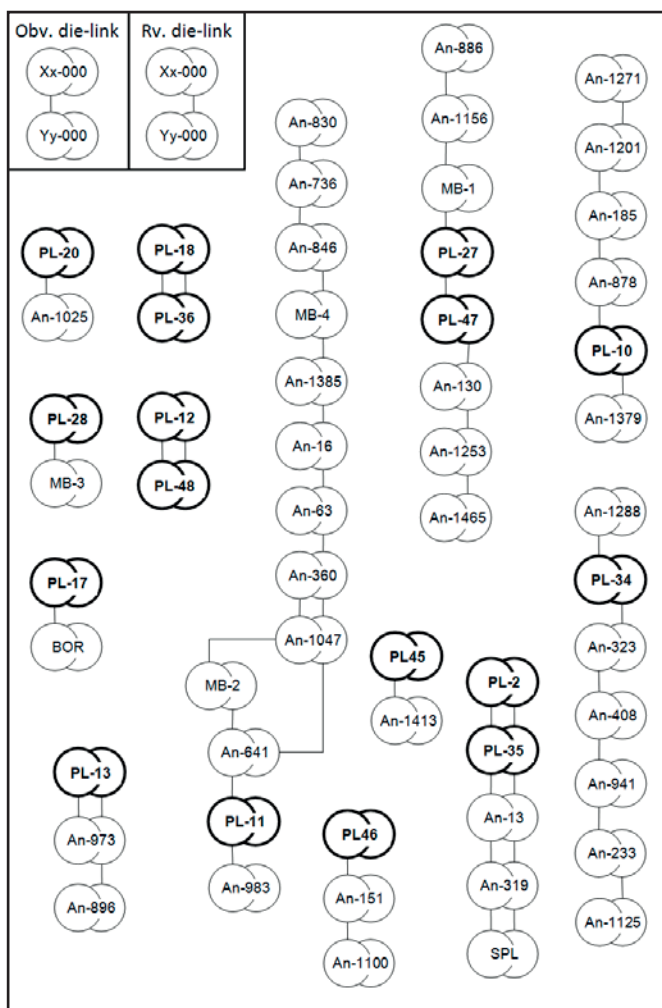 Obv. die-link
Rv. die-link
Xx-000
Yy-000
Xx-000
Yy-000
PL-20
An-1025
PL-18
PL-36
PL-28
MB-3
PL-12
PL-48
PL-17
BOR
PL-13
An-973
An-896
An-830
An-736
An-846
MB-4
An-1385
An-16
An-63
An-360
An-1047
MB-2
An-641
PL-11
An-983
PL45
An-1413
PL46
An-151
An-1100
An-886
An-1156
MB-1
PL-27
PL-47
An-130
An-1253
An-1465
PL-2
PL-35
An-13
An-319
SPL
An-1271
An-1201
An-185
An-878
PL-10
An-1379
An-1288
PL-34
An-323
An-408
An-941
An-233
An-1125